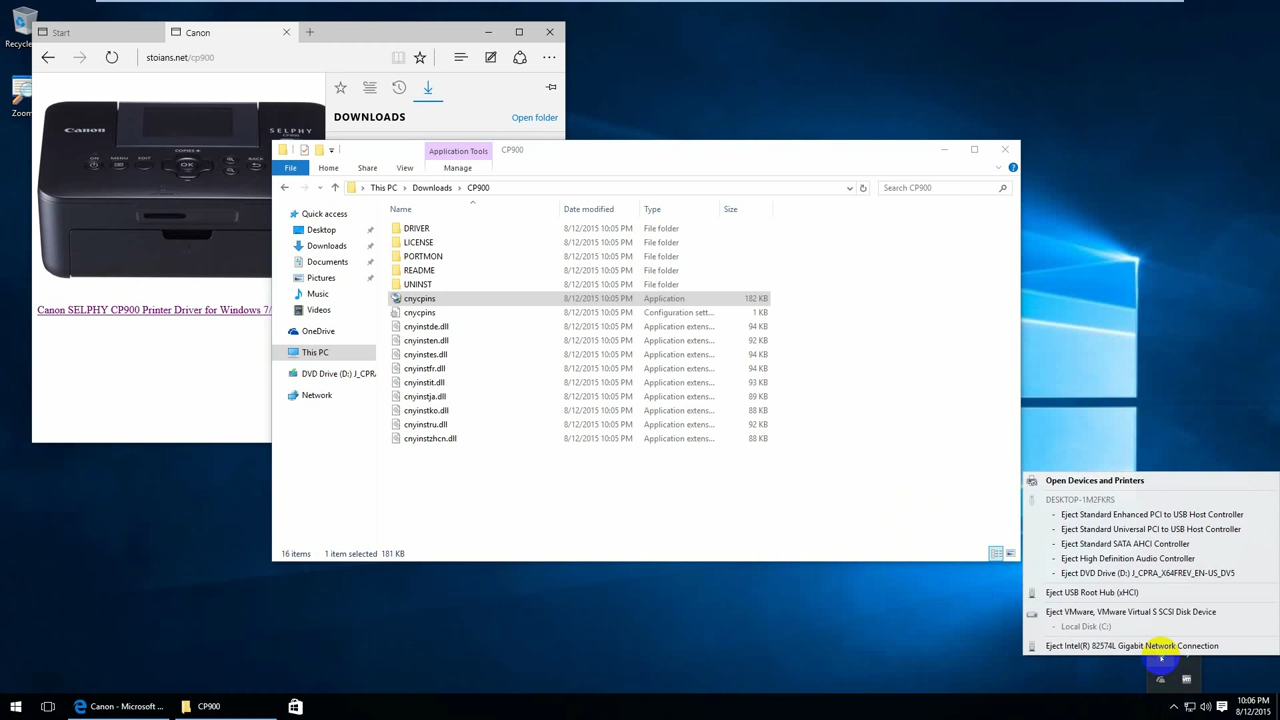 Recycle
Zoom
Start
Canon
stoians.net/cp900
DOWNLOADS
Open folder
Canon
SELPHY
CP900
COPIES
ON
MENU
EDIT
OK
BACK
Canon SELPHY CP900 Printer Driver for Windows 7/
Application Tools
CP900
File
Home
Share
View
Manage
This PC
Downloads
CP900
Search CP900
Name
Date modified
Type
Size
Quick access
Desktop
Downloads
Documents
Pictures
Music
Videos
OneDrive
This PC
DVD Drive (D:) J_CPRA
Network
DRIVER 8/12/2015 10:05 PM File folder
LICENSE 8/12/2015 10:05 PM File folder
PORTMON 8/12/2015 10:05 PM File folder
README 8/12/2015 10:05 PM File folder
UNINST 8/12/2015 10:05 PM File folder
cnycpins 8/12/2015 10:05 PM Application 182 KB
cnycpins 8/12/2015 10:05 PM Configuration sett... 1 KB
cnyinstde.dll 8/12/2015 10:05 PM Application extens... 94 KB
cnyinsten.dll 8/12/2015 10:05 PM Application extens... 92 KB
cnyinstes.dll 8/12/2015 10:05 PM Application extens... 94 KB
cnyinstfr.dll 8/12/2015 10:05 PM Application extens... 94 KB
cnyinstit.dll 8/12/2015 10:05 PM Application extens... 93 KB
cnyinstja.dll 8/12/2015 10:05 PM Application extens... 89 KB
cnyinstko.dll 8/12/2015 10:05 PM Application extens... 88 KB
cnyinstru.dll 8/12/2015 10:05 PM Application extens... 92 KB
cnyinstzhcn.dll 8/12/2015 10:05 PM Application extens... 88 KB
16 items
1 item selected 181 KB
Open Devices and Printers
DESKTOP-1M2FKRS
- Eject Standard Enhanced PCI to USB Host Controller
- Eject Standard Universal PCI to USB Host Controller
- Eject Standard SATA AHCI Controller
- Eject High Definition Audio Controller
- Eject DVD Drive (D:) J_CPRA_X64FREV_EN-US_DV5
Eject USB Root Hub (xHCI)
Eject VMware, VMware Virtual S SCSI Disk Device
- Local Disk (C:)
Eject Intel(R) 82574L Gigabit Network Connection
Canon - Microsoft ...
CP900
10:06 PM
8/12/2015